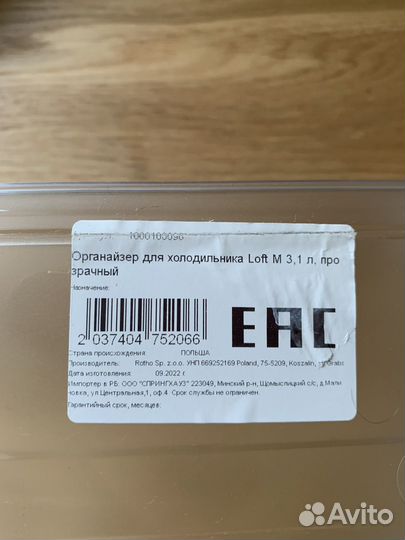 1000100096
Органайзер для холодильника Loft M 3,1 л, про
зрачный
Назначение:
2 037404 752066
EAC
Страна происхождения: ПОЛЬША
Производитель: Rotho Sp. z o.o. УНП 669252169 Poland, 75-5209, Koszalin,
Дата изготовления: 09.2022 г.
Импортер в РБ: ООО "СПРИНГХАУЗ" 223049, Минский р-н, Щомыслицкий с/с, д.Мали
новка, ул.Центральная,1, оф.4 Срок службы не ограничен.
Гарантийный срок, месяцев:
Avito